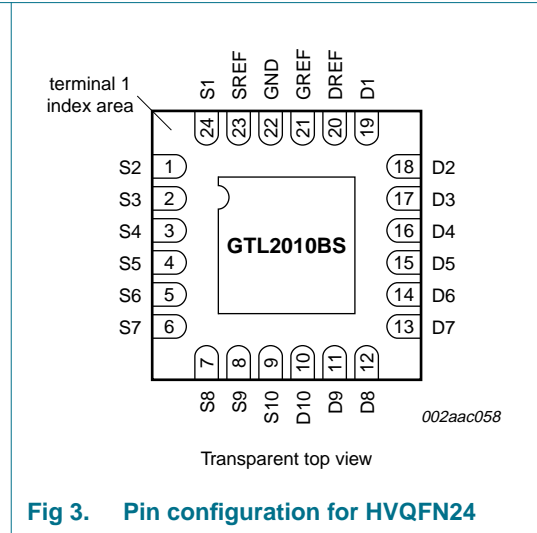 terminal 1
index area
S1 SREF GND GREF DREF D1
24 23 22 21 20 19
S2 1 18 D2
S3 2 17 D3
S4 3 16 D4
S5 4 15 D5
S6 5 14 D6
S7 6 13 D7
GTL2010BS
7 8 9 10 11 12
S8 S9 S10 D10 D9 D8
002aac058
Transparent top view
Fig 3. Pin configuration for HVQFN24